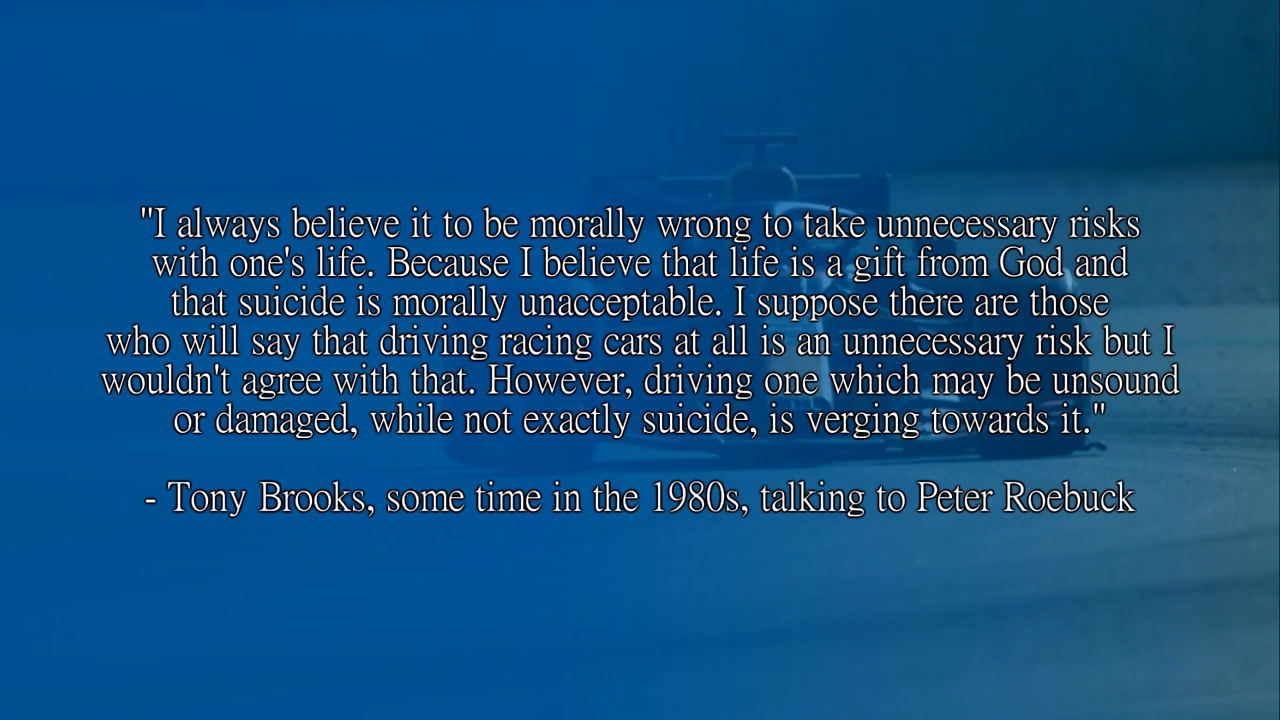 "I always believe it to be morally wrong to take unnecessary risks
with one's life. Because I believe that life is a gift from God and
that suicide is morally unacceptable. I suppose there are those
who will say that driving racing cars at all is an unnecessary risk but I
wouldn't agree with that. However, driving one which may be unsound
or damaged, while not exactly suicide, is verging towards it."
- Tony Brooks, some time in the 1980s, talking to Peter Roebuck